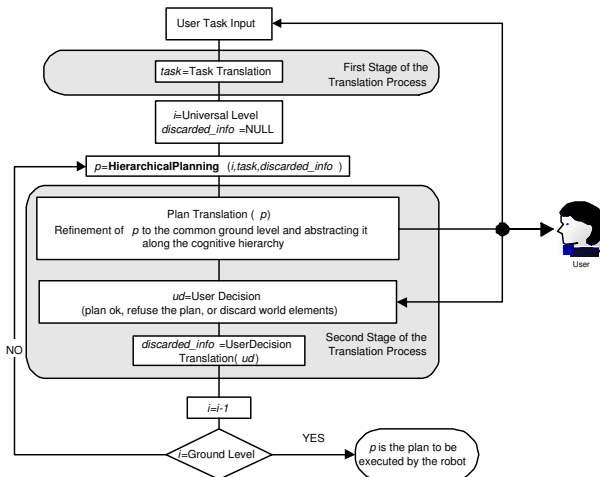 User Task Input
task=Task Translation
First Stage of the
Translation Process
i=Universal Level
discarded_info =NULL
p=HierarchicalPlanning (i,task,discarded_info )
Plan Translation ( p)
Refinement of p to the common ground level and abstracting it
along the cognitive hierarchy
User
ud=User Decision
(plan ok, refuse the plan, or discard world elements)
discarded_info =UserDecision
Translation( ud)
Second Stage of the
Translation Process
NO
i=i-1
i=Ground Level
YES
p is the plan to be
executed by the robot